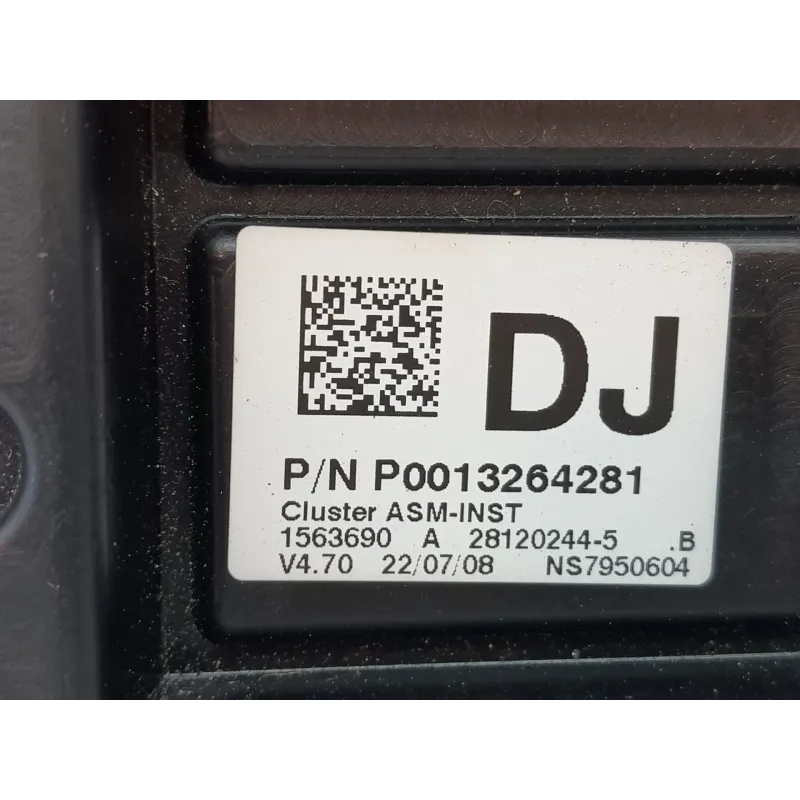 DJ
P/N P0013264281
Cluster ASM-INST
1563690 A 28120244-5 .B
V4.70 22/07/08 NS7950604